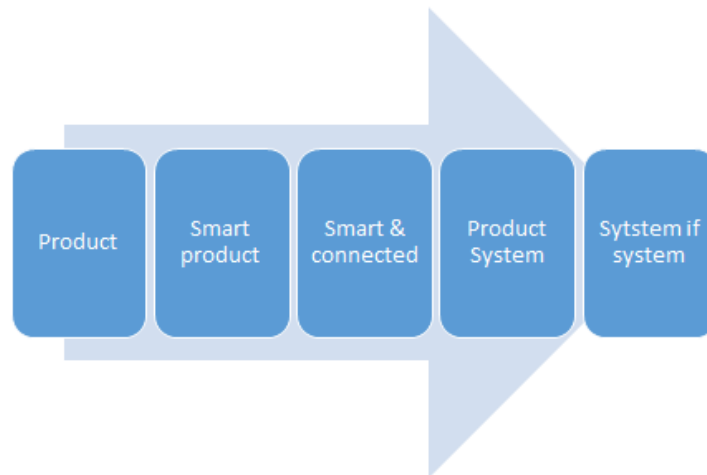 Product
Smart
product
Smart &
connected
Product
System
Sytstem if
system